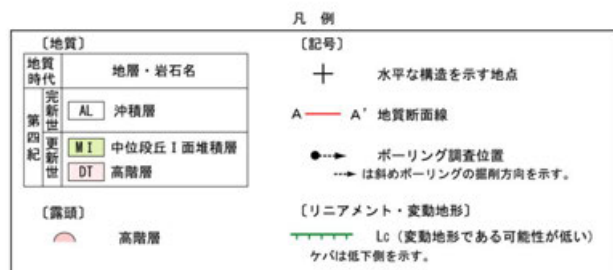 凡 例
〔地質〕
地質時代 地層・岩石名
第四紀 完新世 AL 沖積層
更新世 MⅠ 中位段丘Ⅰ面堆積層
DT 高階層
〔露頭〕
高階層
〔記号〕
水平な構造を示す地点
A A’ 地質断面線
ボーリング調査位置
は斜めボーリングの掘削方向を示す。
〔リニアメント・変動地形〕
Lc（変動地形である可能性が低い）
ケバは低下側を示す。